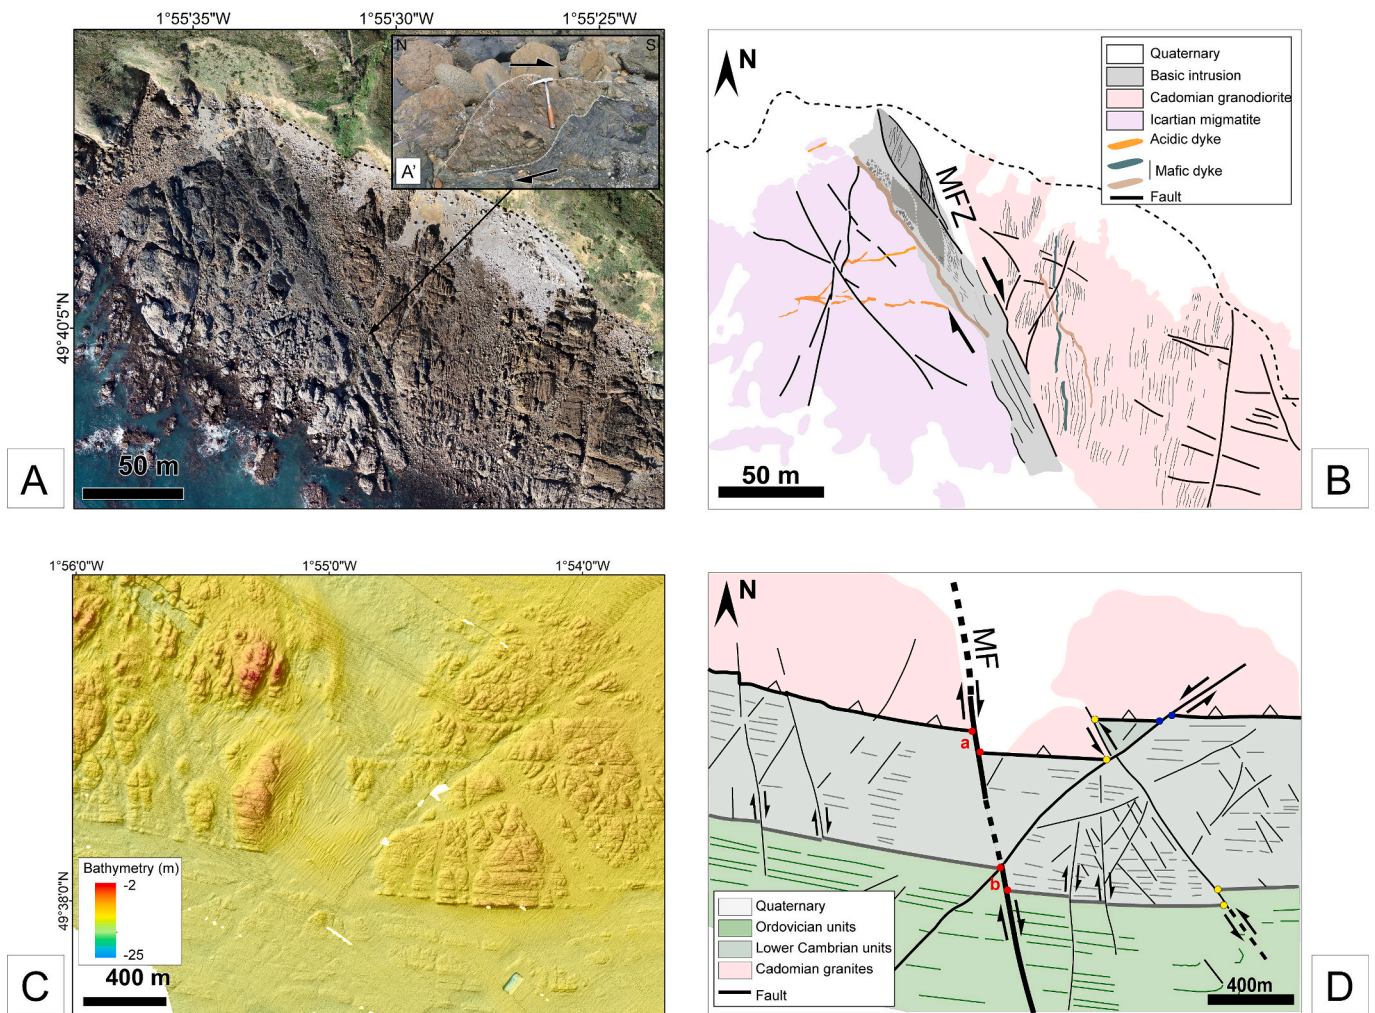 1°55'35"W 1°55'30"W 1°55'25"W
N S
A'
49°40'5"N
50 m
A
N
Quaternary
Basic intrusion
Cadomian granodiorite
Icartian migmatite
Acidic dyke
Mafic dyke
Fault
MFZ
50 m
B
1°56'0"W 1°55'0"W 1°54'0"W
49°38'0"N
Bathymetry (m)
-2
-25
400 m
C
N
MF
a
b
Quaternary
Ordovician units
Lower Cambrian units
Cadomian granites
Fault
400m
D